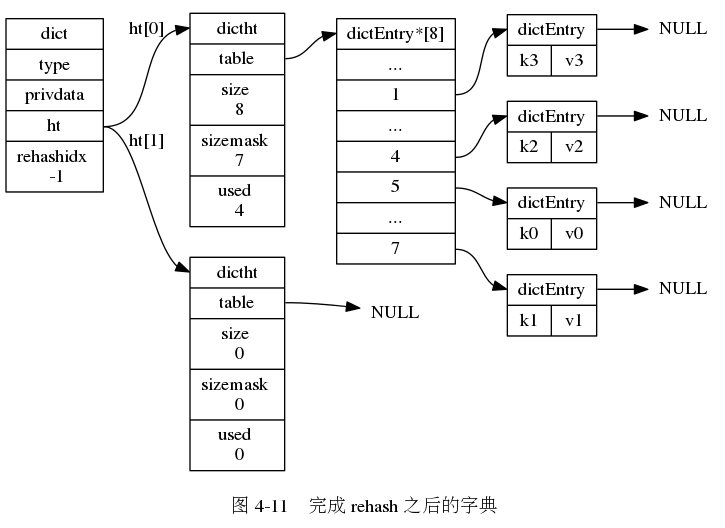 dict
type
privdata
ht
rehashidx
-1
ht[0]
ht[1]
dictht
table
size
8
sizemask
7
used
4
dictht
table
size
0
sizemask
0
used
0
dictEntry*[8]
...
1
...
4
5
...
7
NULL
dictEntry
k3 v3
NULL
dictEntry
k2 v2
NULL
dictEntry
k0 v0
NULL
dictEntry
k1 v1
NULL
图 4-11 完成 rehash 之后的字典